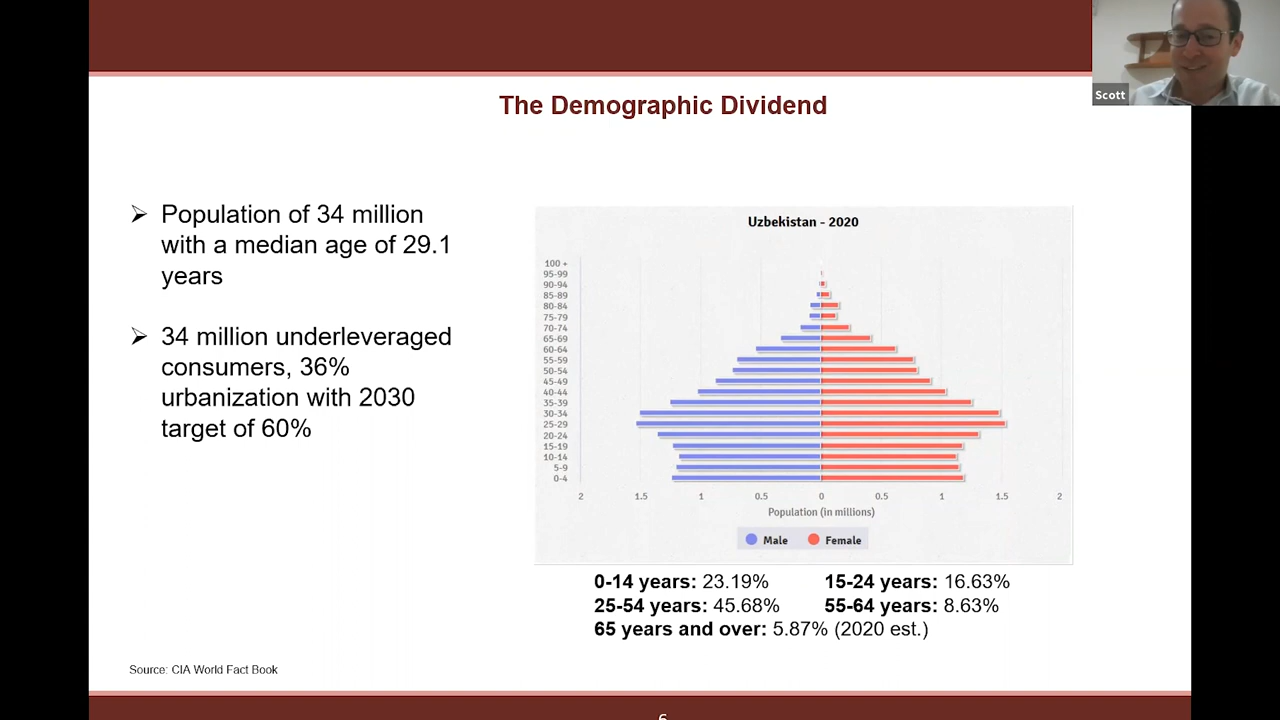 Scott
The Demographic Dividend
Population of 34 million
with a median age of 29.1
years
34 million underleveraged
consumers, 36%
urbanization with 2030
target of 60%
Uzbekistan - 2020
100 +
95-99
90-94
85-89
80-84
75-79
70-74
65-69
60-64
55-59
50-54
45-49
40-44
35-39
30-34
25-29
20-24
15-19
10-14
5-9
0-4
2 1.5 1 0.5 0 0.5 1 1.5 2
Population (in millions)
Male Female
0-14 years: 23.19% 15-24 years: 16.63%
25-54 years: 45.68% 55-64 years: 8.63%
65 years and over: 5.87% (2020 est.)
Source: CIA World Fact Book
6